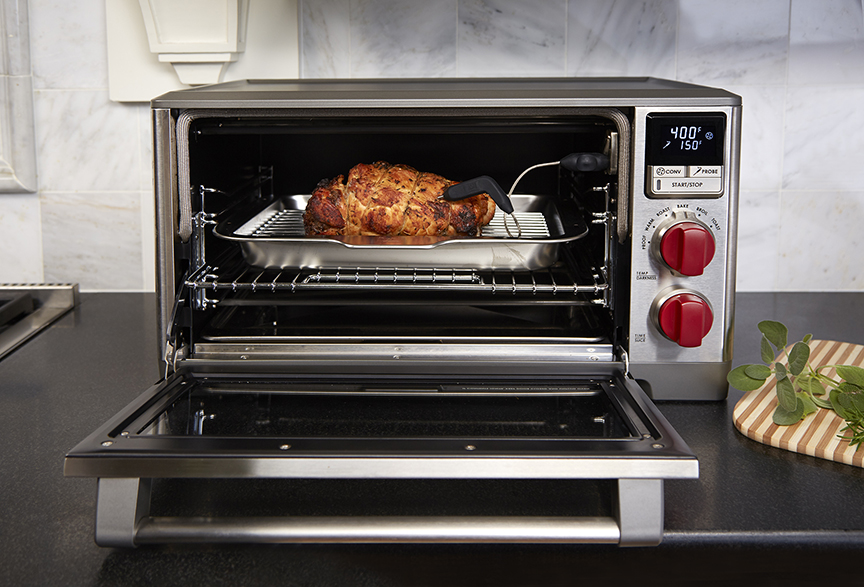 400°F
150°F
CONV
PROBE
START/STOP
PROOF WARM ROAST BAKE BROIL TOAST
TEMP
DARKNESS
TIME
SLICE